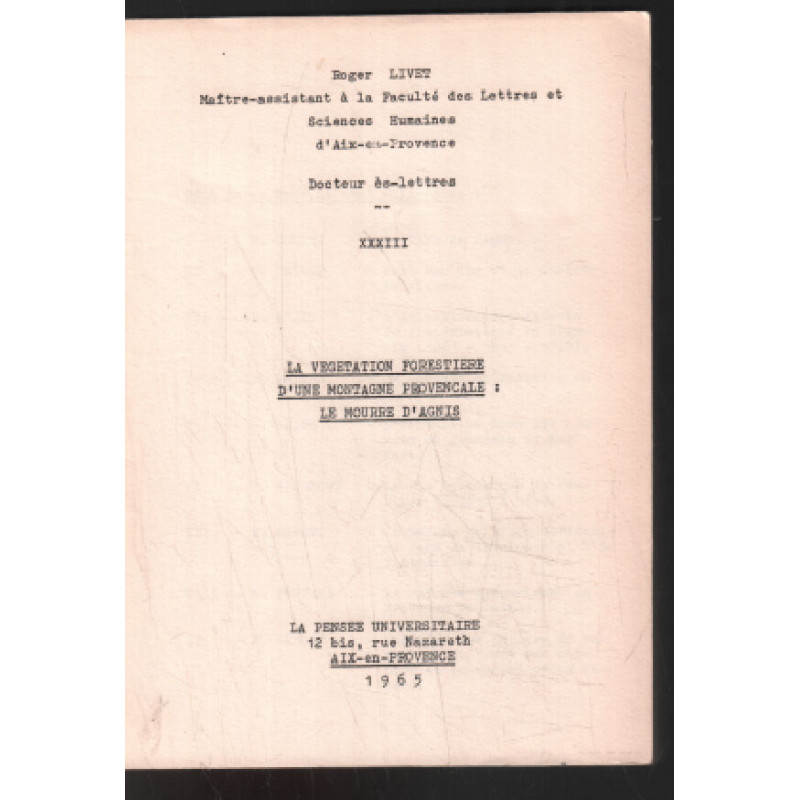 Roger LIVET
Maître-assistant à la Faculté des Lettres et
Sciences Humaines
d'Aix-en-Provence
Docteur ès-lettres
--
XXXIII
LA VEGETATION FORESTIERE
D'UNE MONTAGNE PROVENCALE :
LE MOURRE D'AGNIS
LA PENSEE UNIVERSITAIRE
12 bis, rue Nazareth
AIX-en-PROVENCE
1965